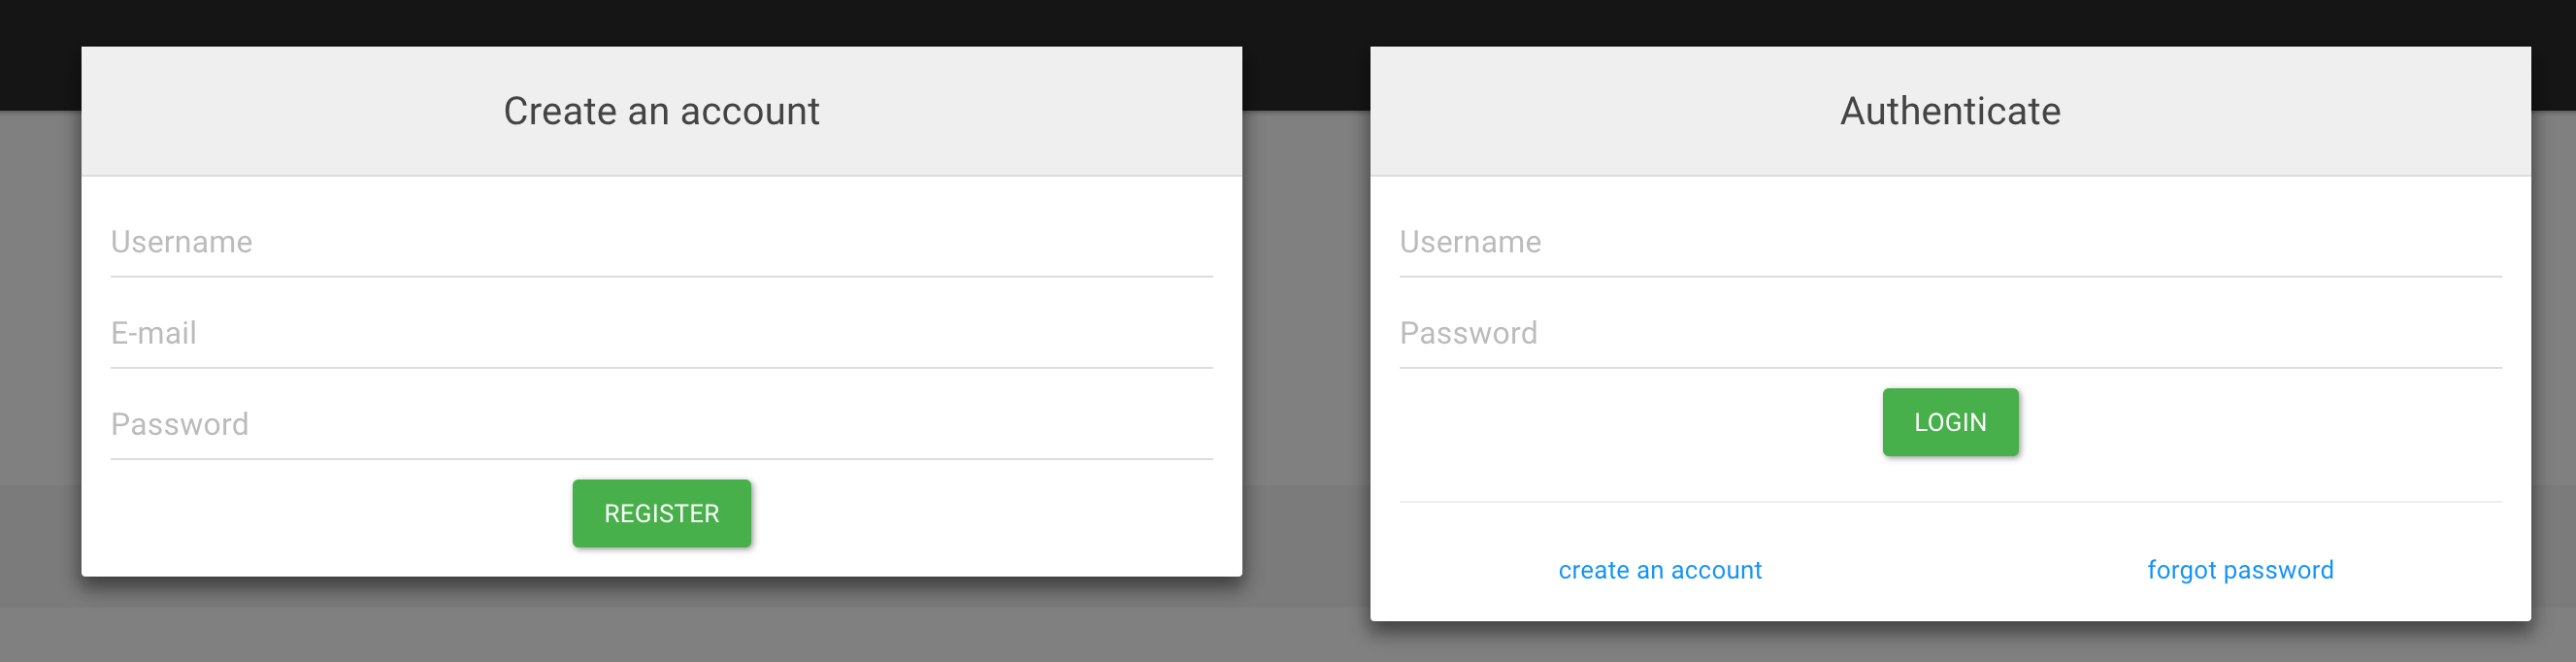 Create an account
Username
E-mail
Password
REGISTER
Authenticate
Username
Password
LOGIN
create an account
forgot password